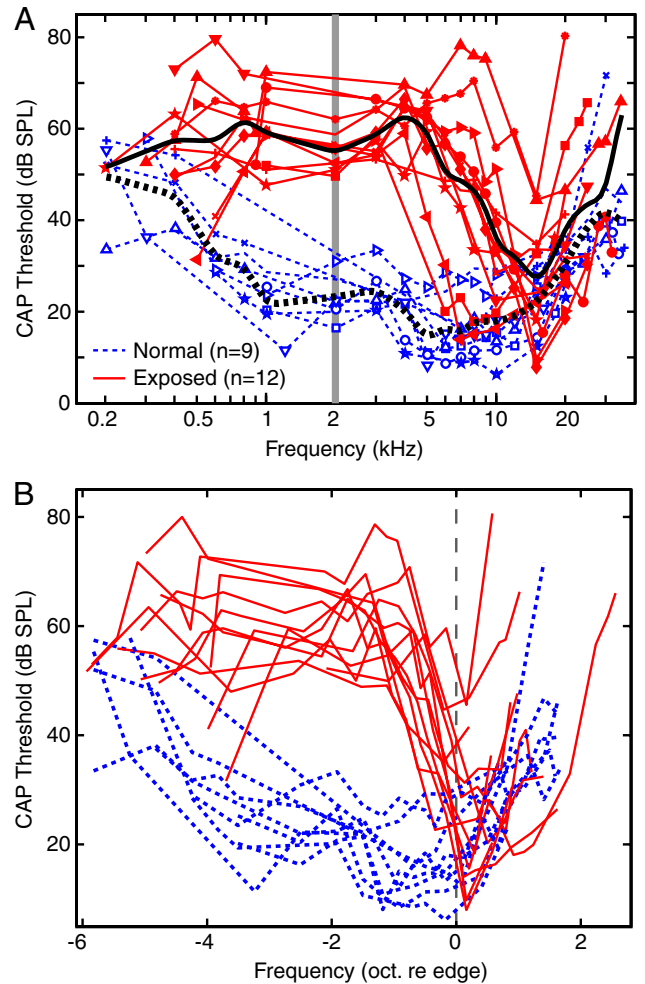 A
CAP Threshold (dB SPL)
80
60
40
20
0
Normal (n=9)
Exposed (n=12)
0.2 0.5 1 2 5 10 20
Frequency (kHz)
B
CAP Threshold (dB SPL)
80
60
40
20
-6 -4 -2 0 2
Frequency (oct. re edge)